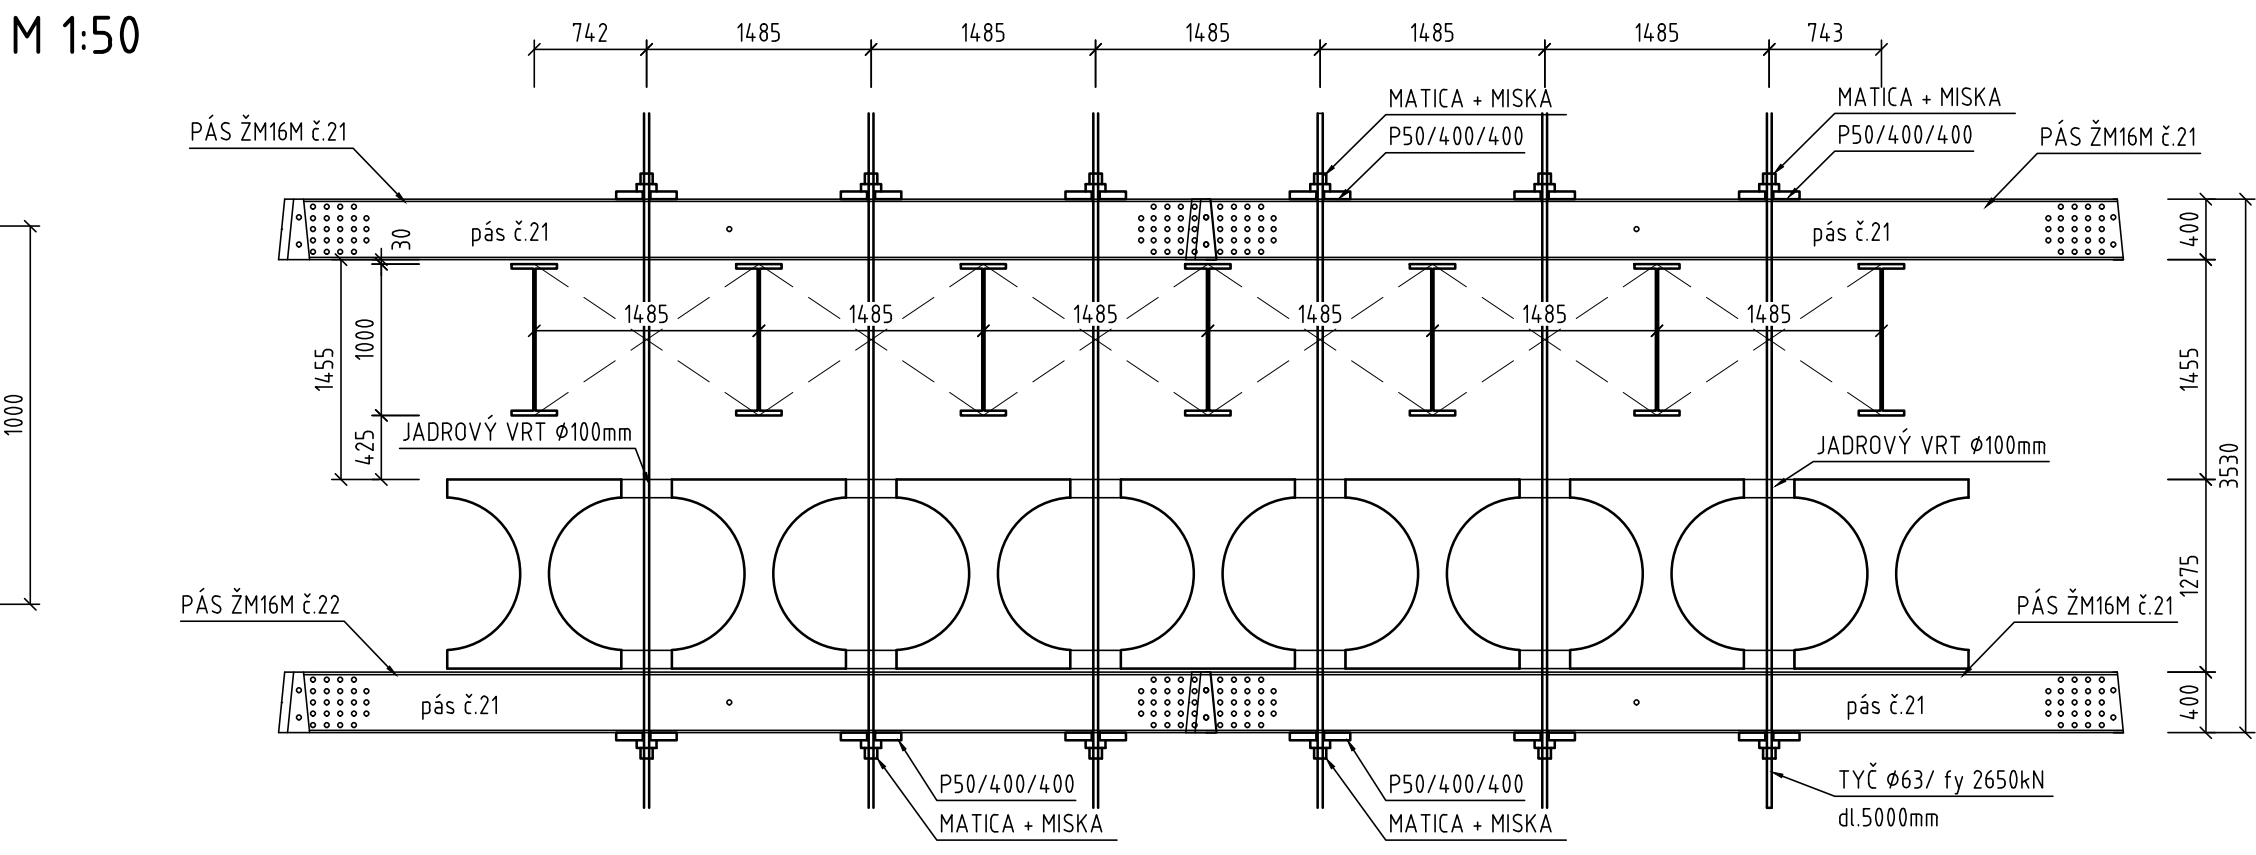 M 1:50
742
1485
1485
1485
1485
1485
743
MATICA + MISKA
P50/400/400
MATICA + MISKA
P50/400/400
PÁS ŽM16M č.21
PÁS ŽM16M č.21
pás č.21
pás č.21
30
400
1485
1485
1485
1485
1485
1485
1000
1455
1455
1000
425
3530
JADROVÝ VRT Ø100mm
JADROVÝ VRT Ø100mm
1275
PÁS ŽM16M č.22
PÁS ŽM16M č.21
pás č.21
pás č.21
400
P50/400/400
MATICA + MISKA
P50/400/400
MATICA + MISKA
TYČ Ø63/ fy 2650kN
dl.5000mm